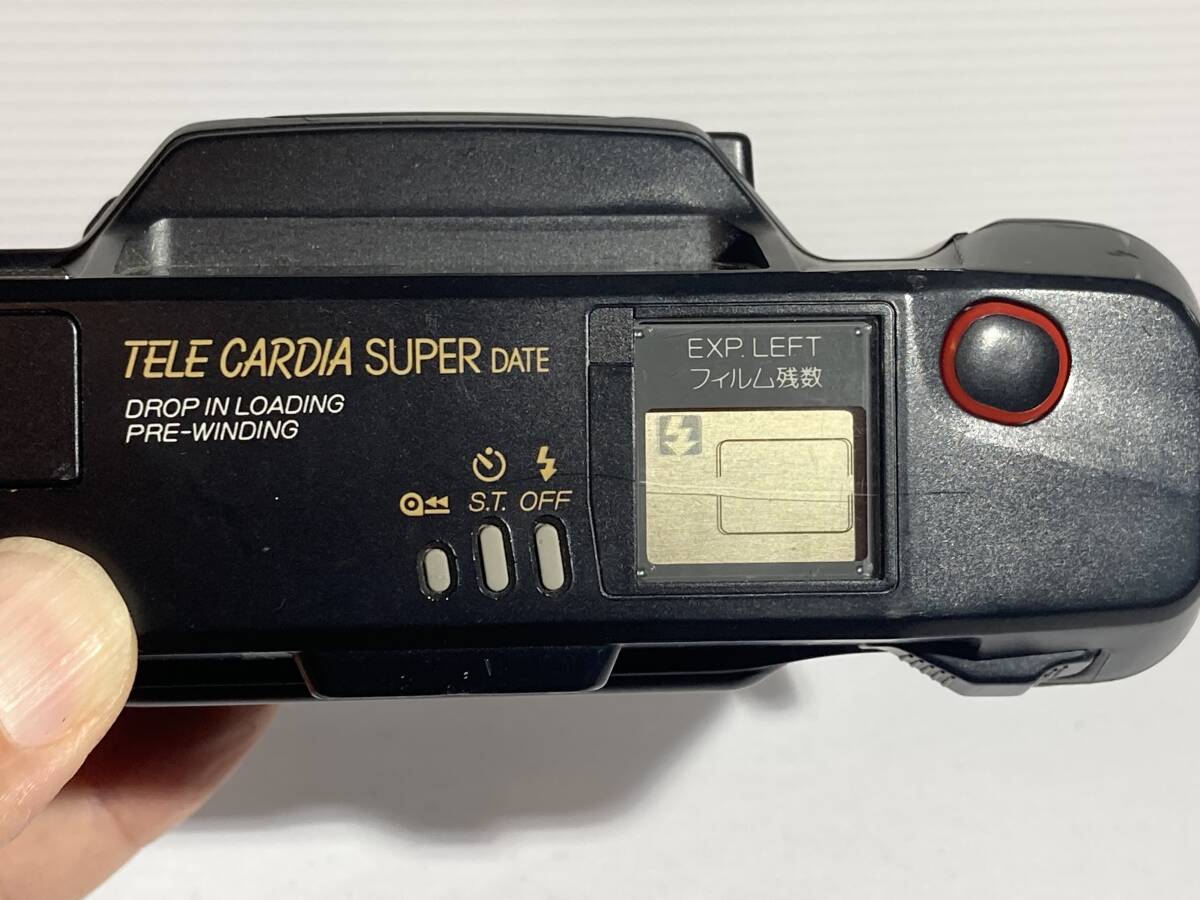 TELE CARDIA SUPER DATE
DROP IN LOADING
PRE-WINDING
S.T. OFF
EXP. LEFT
フィルム残数